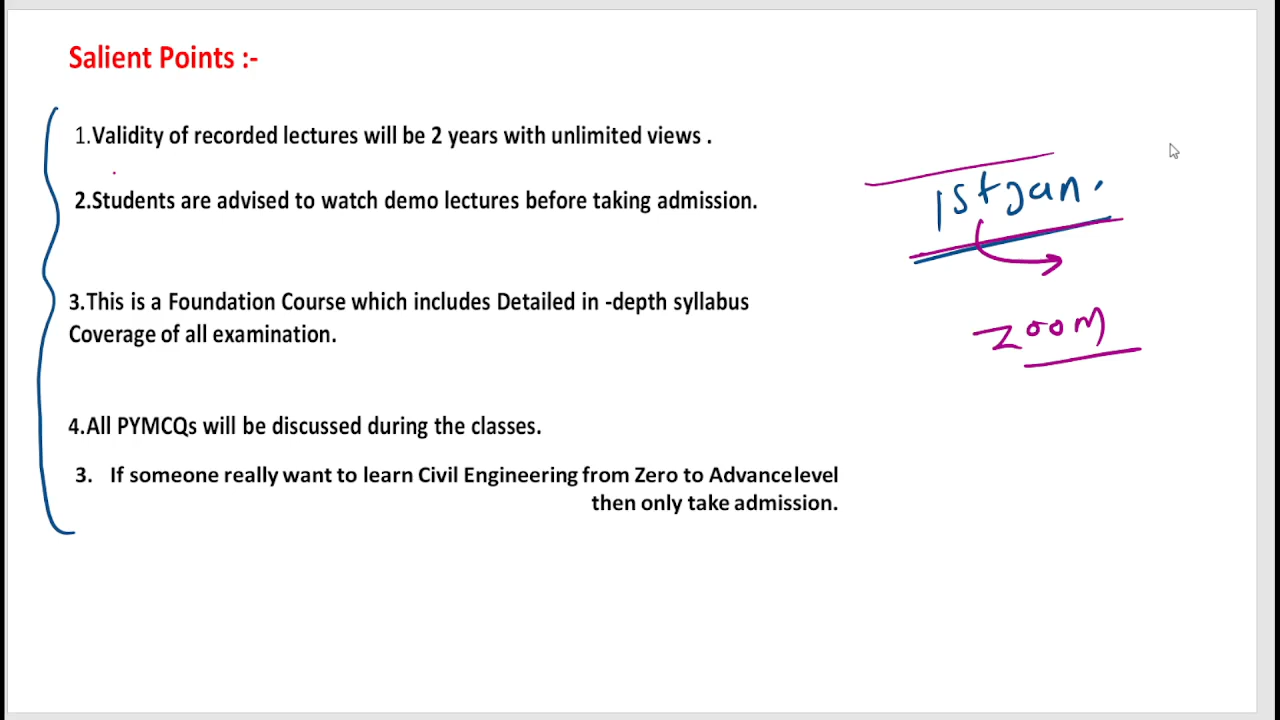 Salient Points :-
1.Validity of recorded lectures will be 2 years with unlimited views .
2.Students are advised to watch demo lectures before taking admission.
3.This is a Foundation Course which includes Detailed in -depth syllabus
Coverage of all examination.
4.All PYMCQs will be discussed during the classes.
3. If someone really want to learn Civil Engineering from Zero to Advance level
then only take admission.
1st Jan.
zoom